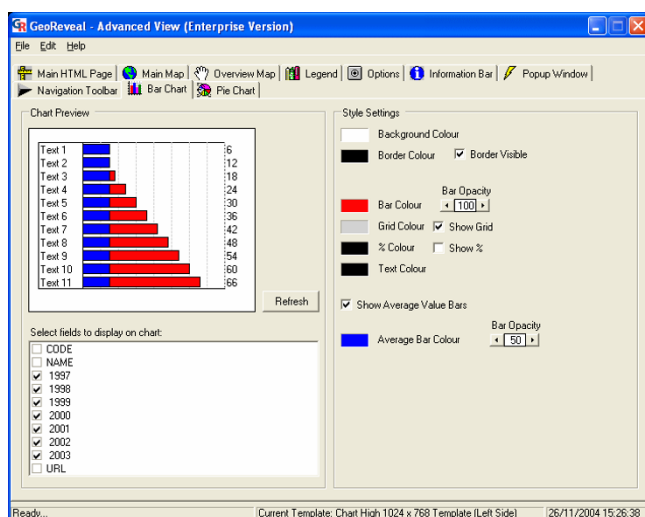 GeoReveal - Advanced View (Enterprise Version)
File Edit Help
Main HTML Page Main Map Overview Map Legend Options Information Bar Popup Window
Navigation Toolbar Bar Chart Pie Chart
Chart Preview
Text 1 6
Text 2 12
Text 3 18
Text 4 24
Text 5 30
Text 6 36
Text 7 42
Text 8 48
Text 9 54
Text 10 60
Text 11 66
Refresh
Select fields to display on chart:
CODE
NAME
1997
1998
1999
2000
2001
2002
2003
URL
Style Settings
Background Colour
Border Colour Border Visible
Bar Opacity
Bar Colour 100
Grid Colour Show Grid
% Colour Show %
Text Colour
Show Average Value Bars
Bar Opacity
Average Bar Colour 50
Ready... Current Template: Chart High 1024 x 768 Template (Left Side) 26/11/2004 15:26:38